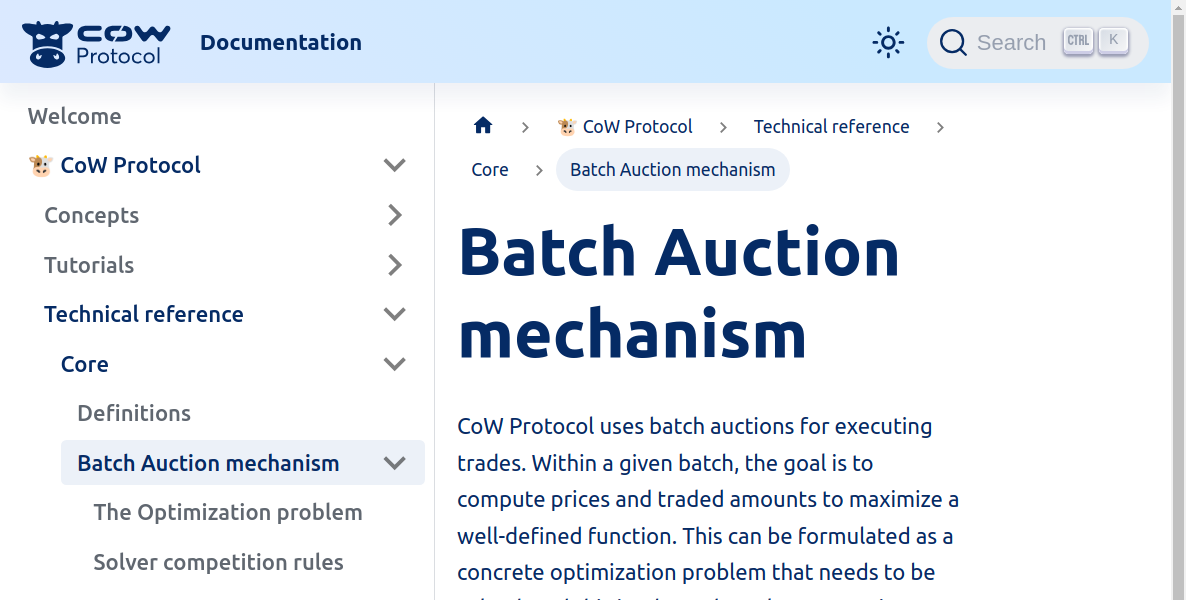 COW
Protocol
Documentation
Search CTRL K
Welcome
CoW Protocol
Concepts
Tutorials
Technical reference
Core
Definitions
Batch Auction mechanism
The Optimization problem
Solver competition rules
CoW Protocol
Technical reference
Core
Batch Auction mechanism
Batch Auction
mechanism
CoW Protocol uses batch auctions for executing
trades. Within a given batch, the goal is to
compute prices and traded amounts to maximize a
well-defined function. This can be formulated as a
concrete optimization problem that needs to be